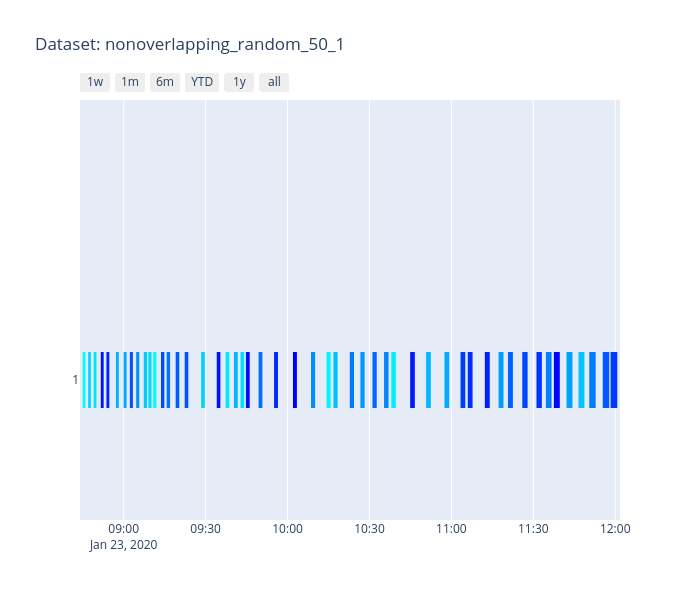 Dataset: nonoverlapping_random_50_1
1w 1m 6m YTD 1y all
1
09:00 09:30 10:00 10:30 11:00 11:30 12:00
Jan 23, 2020